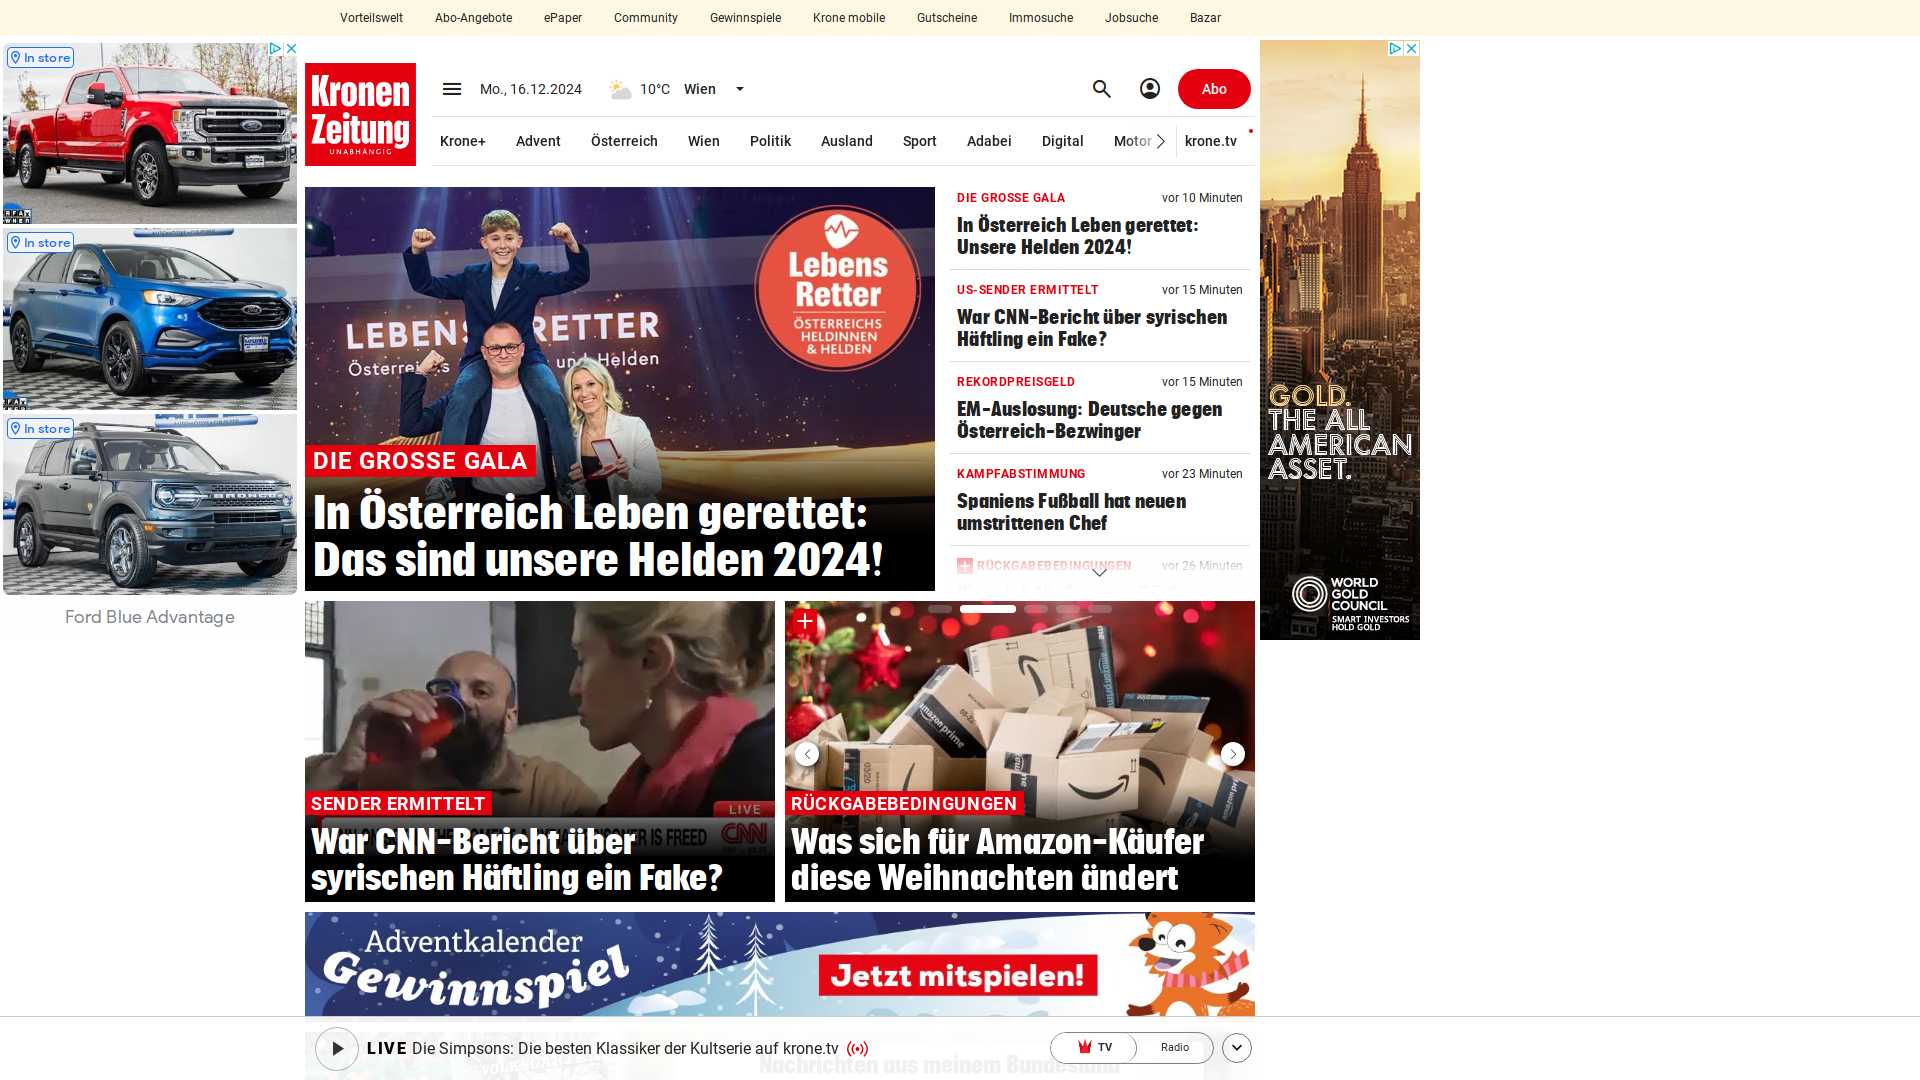 Vorteilswelt Abo-Angebote ePaper Community Gewinnspiele Krone mobile Gutscheine Immosuche Jobsuche Bazar
In store
In store
In store
Ford Blue Advantage
Kronen
Zeitung
UNABHÄNGIG
Mo., 16.12.2024 10°C Wien
Abo
Krone+ Advent Österreich Wien Politik Ausland Sport Adabei Digital Motor krone.tv
LEBENS RETTER
Österreichs und Helden
Lebens
Retter
ÖSTERREICHS
HELDINNEN
& HELDEN
DIE GROSSE GALA
In Österreich Leben gerettet:
Das sind unsere Helden 2024!
DIE GROSSE GALA vor 10 Minuten
In Österreich Leben gerettet:
Unsere Helden 2024!
US-SENDER ERMITTELT vor 15 Minuten
War CNN-Bericht über syrischen
Häftling ein Fake?
REKORDPREISGELD vor 15 Minuten
EM-Auslosung: Deutsche gegen
Österreich-Bezwinger
KAMPFABSTIMMUNG vor 23 Minuten
Spaniens Fußball hat neuen
umstrittenen Chef
RÜCKGABEBEDINGUNGEN vor 26 Minuten
GOLD.
THE ALL
AMERICAN
ASSET.
WORLD
GOLD
COUNCIL
SMART INVESTORS
HOLD GOLD
LIVE
CNN
IS FREED
SENDER ERMITTELT
War CNN-Bericht über
syrischen Häftling ein Fake?
amazon prime
RÜCKGABEBEDINGUNGEN
Was sich für Amazon-Käufer
diese Weihnachten ändert
Adventkalender
Gewinnspiel
Jetzt mitspielen!
LIVE Die Simpsons: Die besten Klassiker der Kultserie auf krone.tv
TV Radio
Nachrichten aus meinem Bundesland